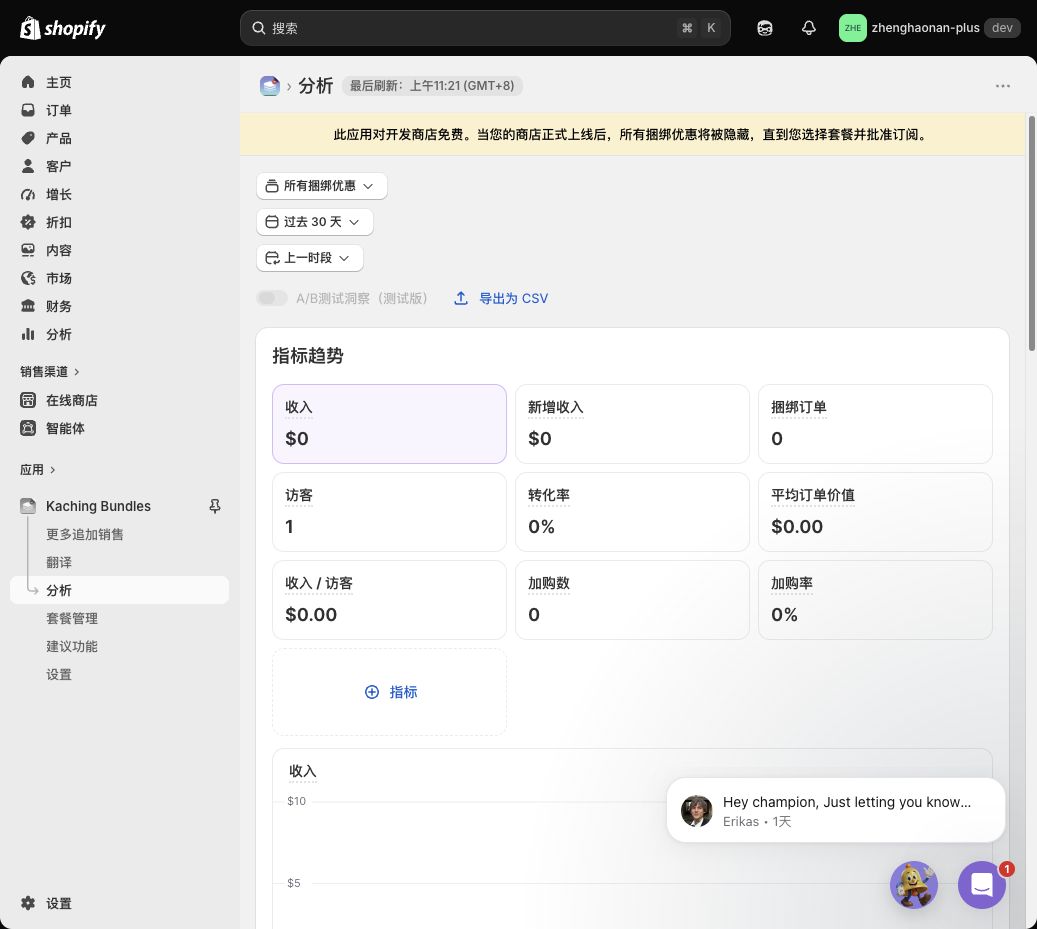 shopify
搜索
⌘ K
ZHE
zhenghaonan-plus
dev
主页
订单
产品
客户
增长
折扣
内容
市场
财务
分析
销售渠道
在线商店
智能体
应用
Kaching Bundles
更多追加销售
翻译
分析
套餐管理
建议功能
设置
设置
分析
最后刷新：上午11:21 (GMT+8)
此应用对开发商店免费。当您的商店正式上线后，所有捆绑优惠将被隐藏，直到您选择套餐并批准订阅。
所有捆绑优惠
过去 30 天
上一时段
A/B测试洞察（测试版）
导出为 CSV
指标趋势
收入
$0
新增收入
$0
捆绑订单
0
访客
1
转化率
0%
平均订单价值
$0.00
收入 / 访客
$0.00
加购数
0
加购率
0%
指标
收入
$10
$5
Hey champion, Just letting you know...
Erikas • 1天
1